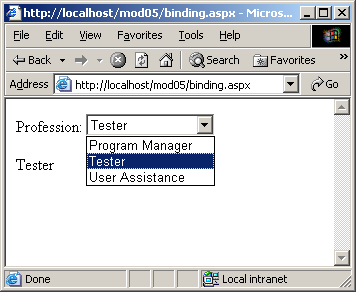 http://localhost/mod05/binding.aspx - Micros...
File Edit View Favorites Tools Help
Back Search Favorites
Address http://localhost/mod05/binding.aspx Go
Profession: Tester
Program Manager
Tester
Tester
User Assistance
Done Local intranet